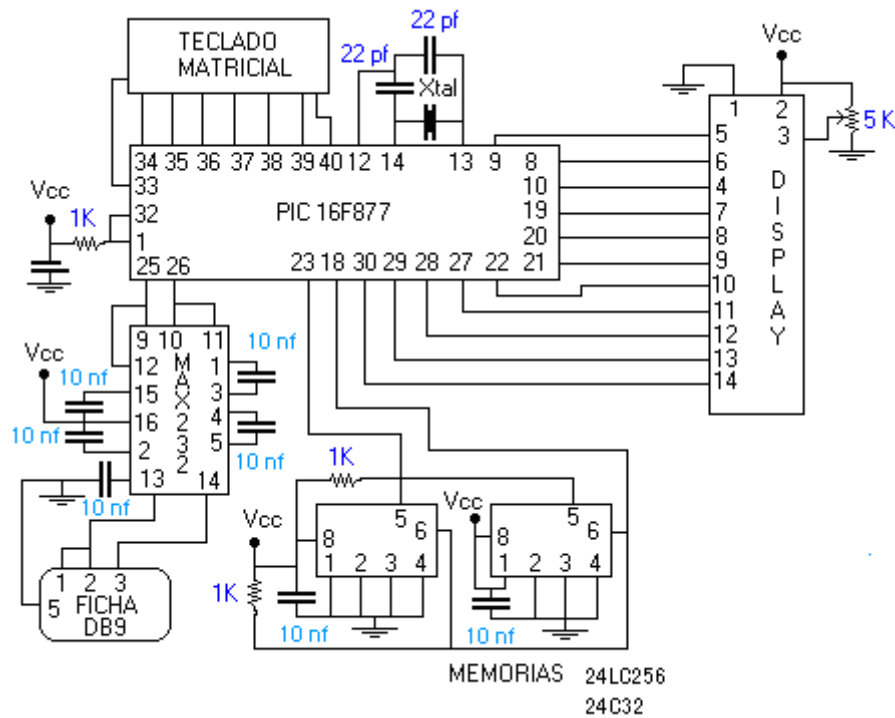 22 pf
TECLADO
MATRICIAL
22 pf
Xtal
Vcc
5 K
1 2
3
5
6
4
7
8
9
10
11
12
13
14
DISPLAY
34 35 36 37 38 39 40 12 14 13 9 8
33 10
32 19
1 20
25 26 23 18 30 29 28 27 22 21
PIC 16F877
Vcc
1K
9 10 11
12 1
15 3
16 4
2 5
13 14
MAX232
Vcc
10 nf
10 nf
10 nf
10 nf
10 nf
1 2 3
5 FICHA
DB9
1K
Vcc
1K
5
8 6
1 2 3 4
10 nf
Vcc
5
8 6
1 2 3 4
10 nf
MEMORIAS 24LC256
24C32